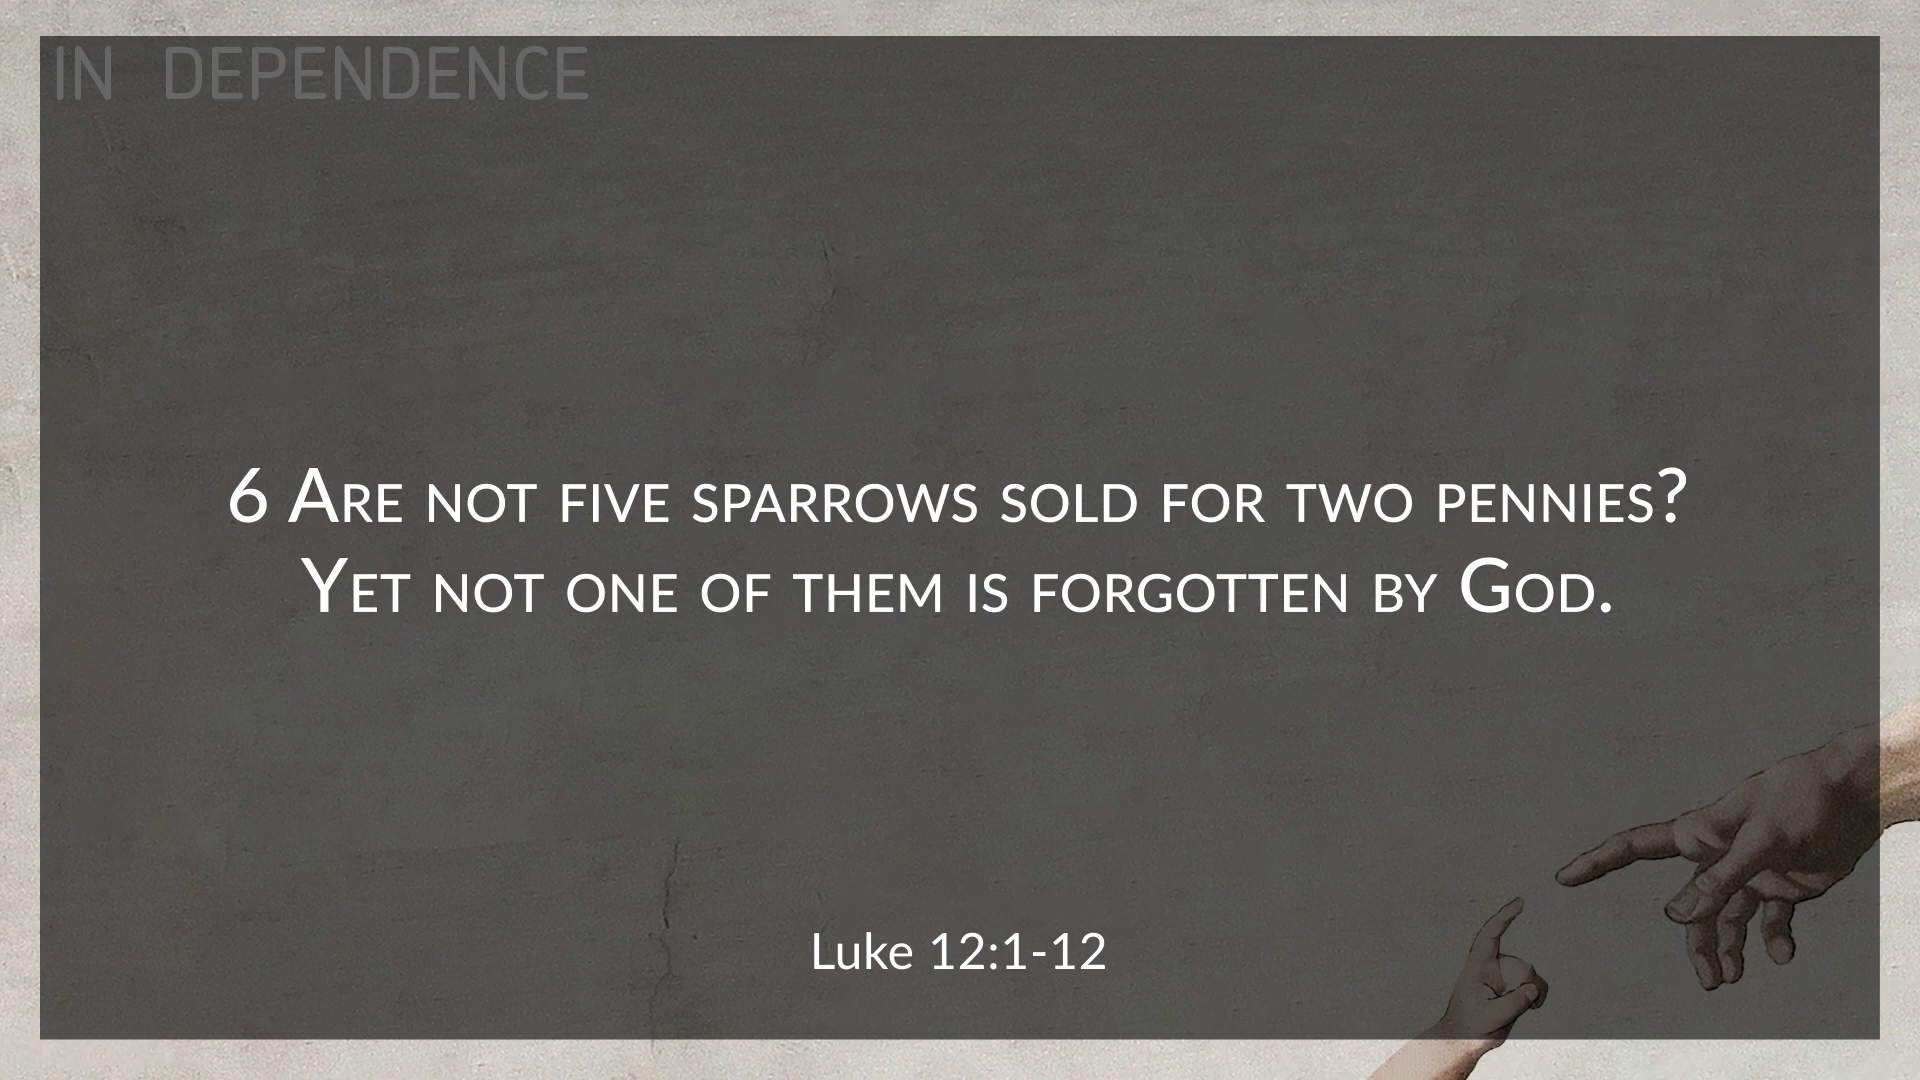 IN DEPENDENCE
6 Are not five sparrows sold for two pennies?
Yet not one of them is forgotten by God.
Luke 12:1-12